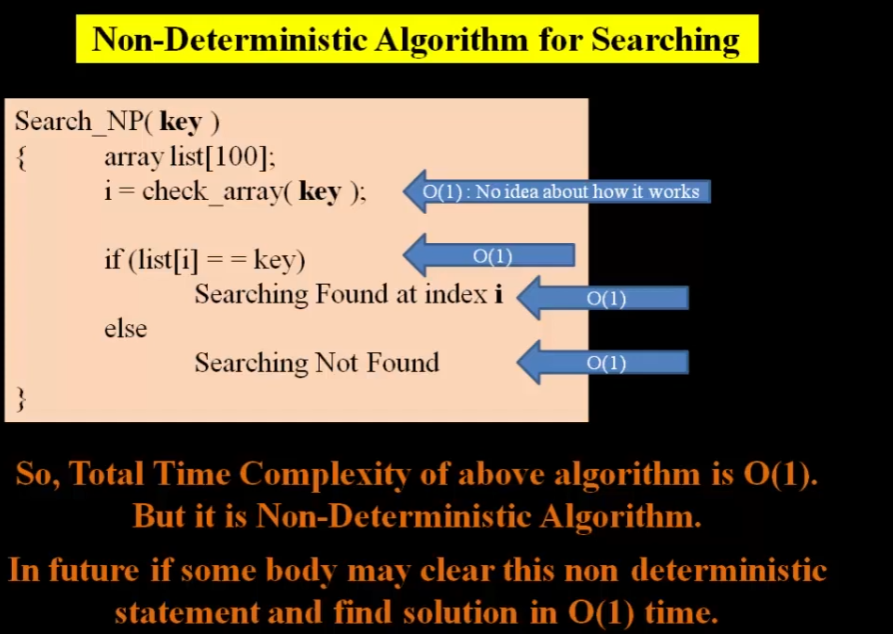 Non-Deterministic Algorithm for Searching
Search_NP( key )
{ array list[100];
i = check_array( key ); O(1) : No idea about how it works
if (list[i] = = key) O(1)
Searching Found at index i O(1)
else
Searching Not Found O(1)
}
So, Total Time Complexity of above algorithm is O(1).
But it is Non-Deterministic Algorithm.
In future if some body may clear this non deterministic
statement and find solution in O(1) time.